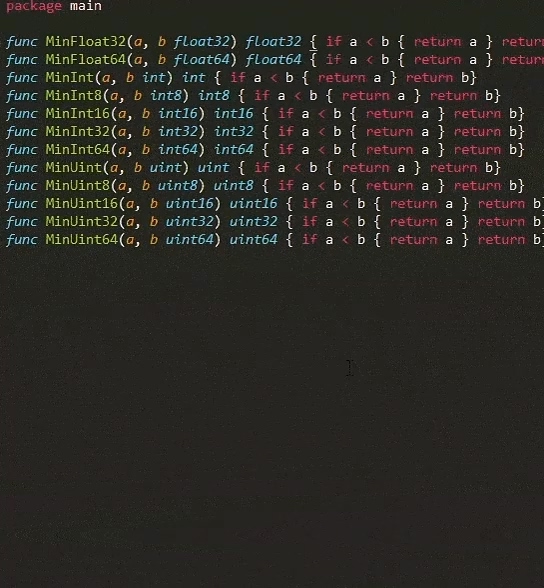 package main
func MinFloat32(a, b float32) float32 { if a < b { return a } return
func MinFloat64(a, b float64) float64 { if a < b { return a } return
func MinInt(a, b int) int { if a < b { return a } return b}
func MinInt8(a, b int8) int8 { if a < b { return a } return b}
func MinInt16(a, b int16) int16 { if a < b { return a } return b}
func MinInt32(a, b int32) int32 { if a < b { return a } return b}
func MinInt64(a, b int64) int64 { if a < b { return a } return b}
func MinUint(a, b uint) uint { if a < b { return a } return b}
func MinUint8(a, b uint8) uint8 { if a < b { return a } return b}
func MinUint16(a, b uint16) uint16 { if a < b { return a } return b}
func MinUint32(a, b uint32) uint32 { if a < b { return a } return b}
func MinUint64(a, b uint64) uint64 { if a < b { return a } return b}